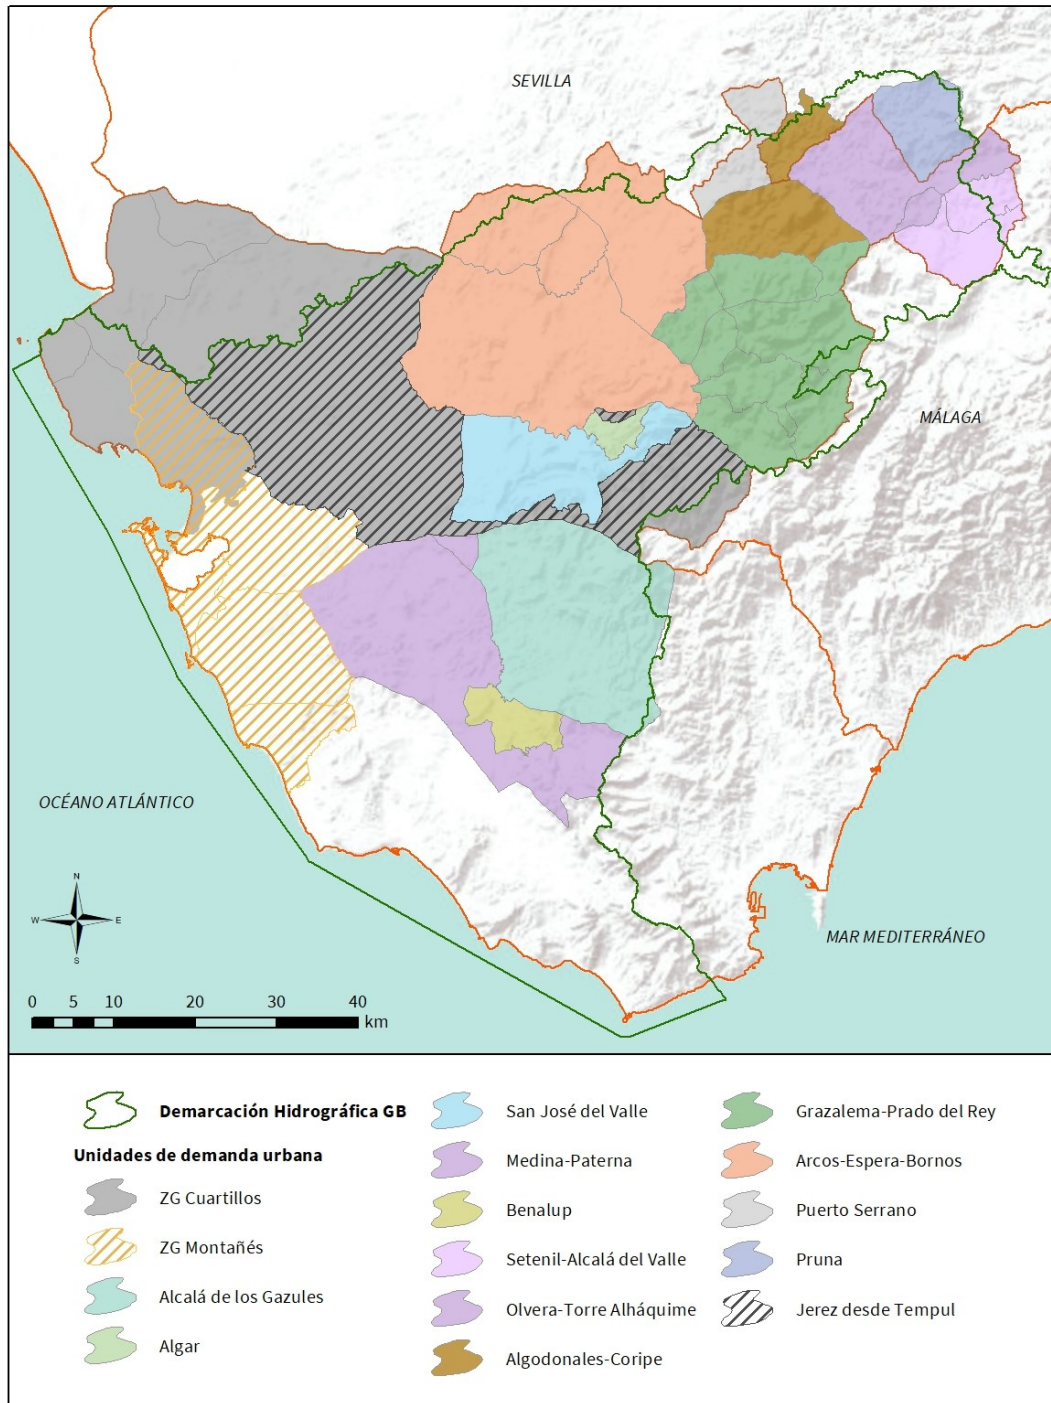 SEVILLA
MÁLAGA
OCÉANO ATLÁNTICO
MAR MEDITERRÁNEO
N
W E
S
0 5 10 20 30 40
km
Demarcación Hidrográfica GB
Unidades de demanda urbana
ZG Cuartillos
ZG Montañés
Alcalá de los Gazules
Algar
San José del Valle
Medina-Paterna
Benalup
Setenil-Alcalá del Valle
Olvera-Torre Alháquime
Algodonales-Coripe
Grazalema-Prado del Rey
Arcos-Espera-Bornos
Puerto Serrano
Pruna
Jerez desde Tempul